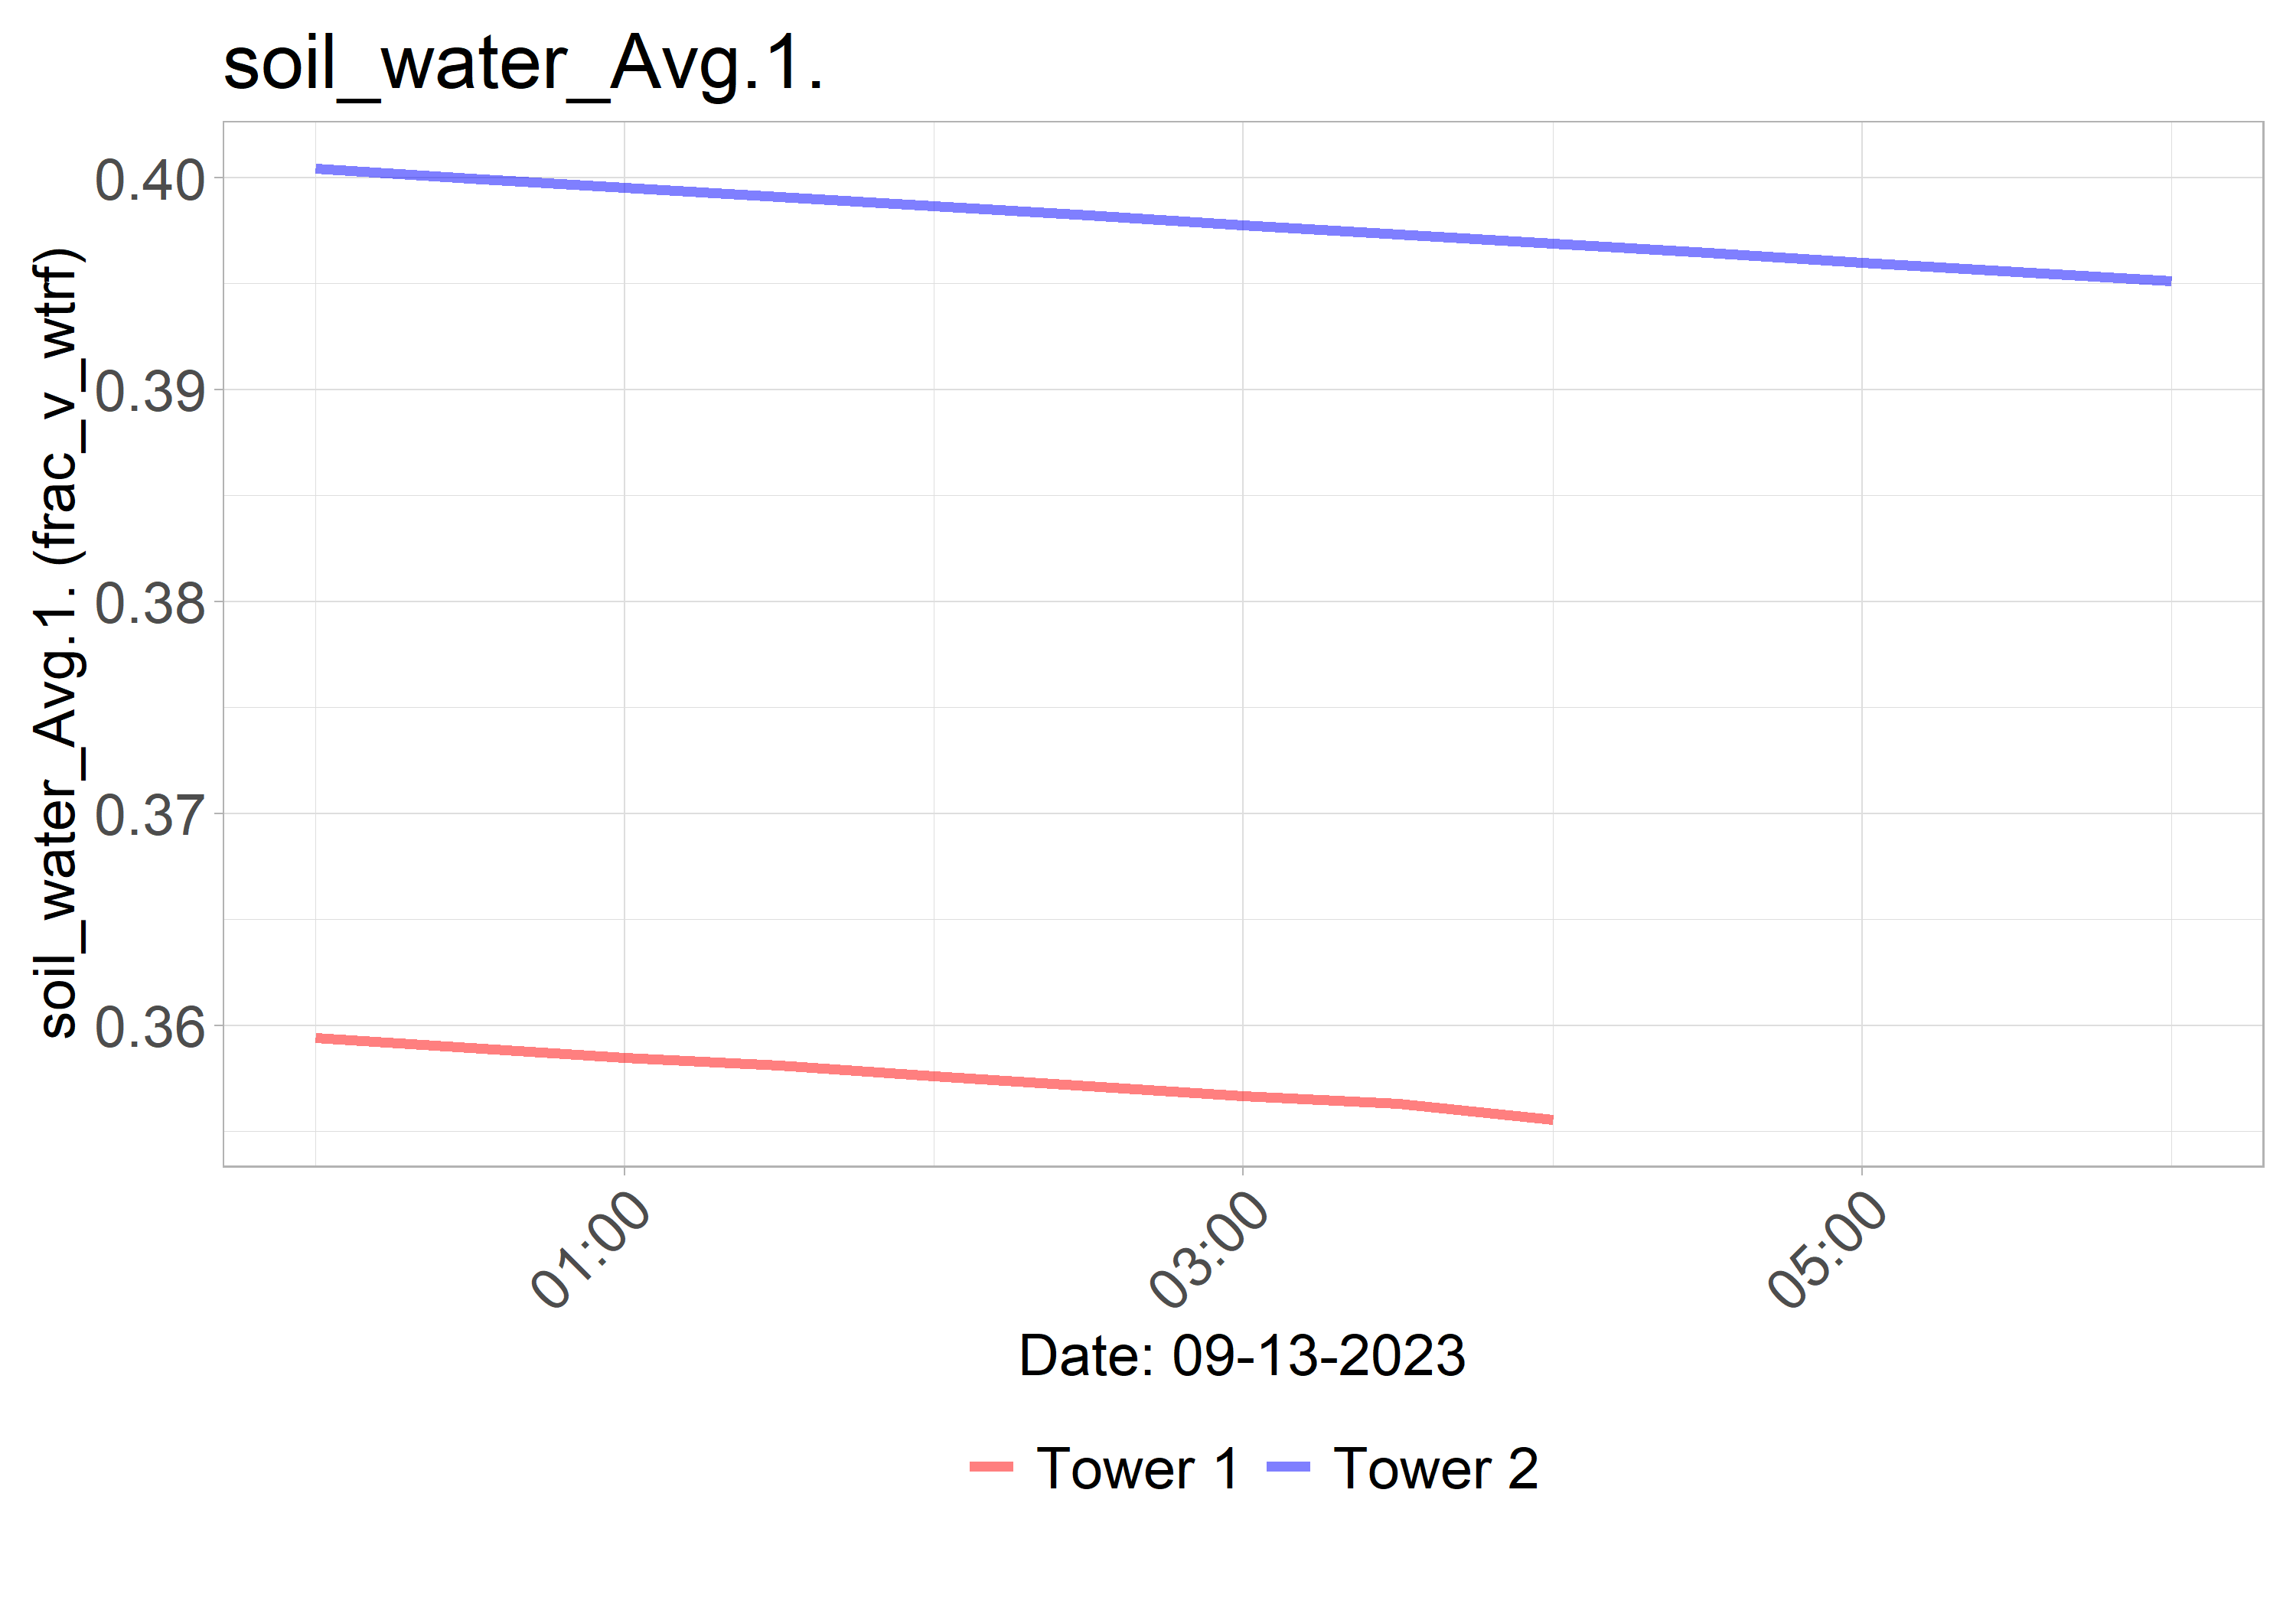 soil_water_Avg.1.
soil_water_Avg.1. (frac_v_wtrf)
0.40
0.39
0.38
0.37
0.36
01:00
03:00
05:00
Date: 09-13-2023
Tower 1
Tower 2